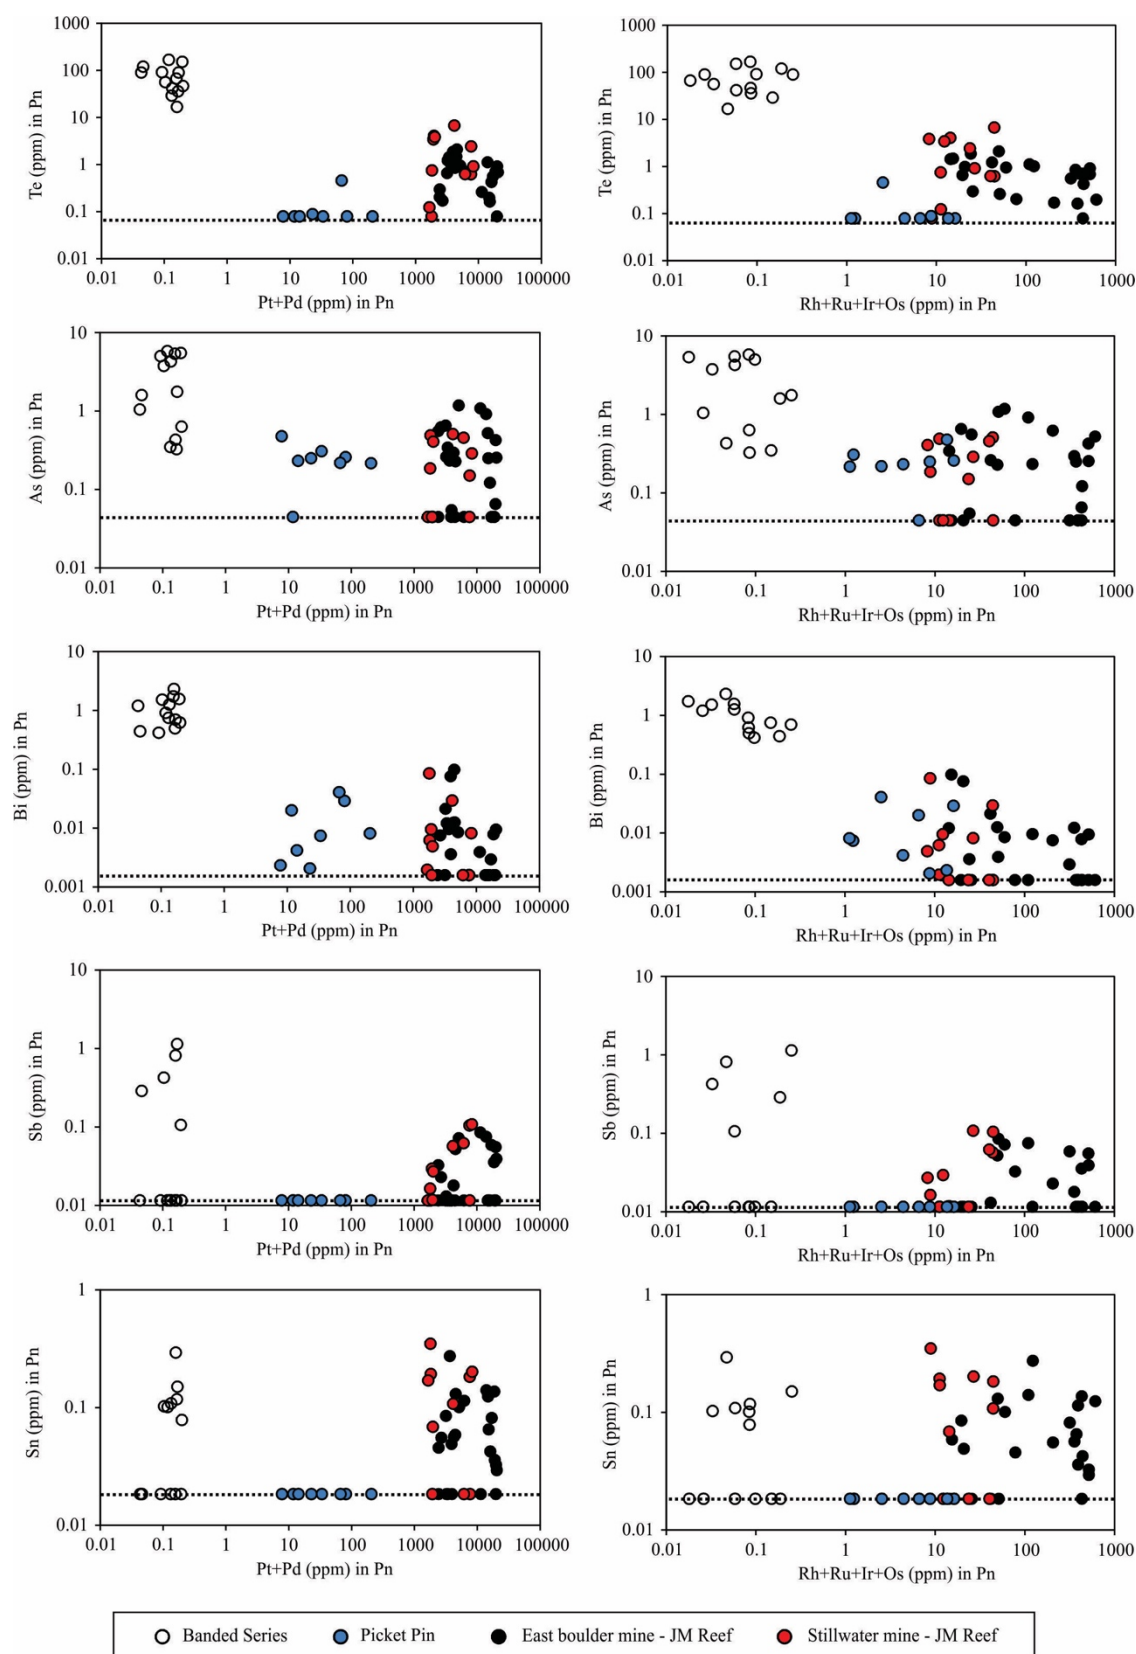 1000
100
10
1
0.1
0.01
Te (ppm) in Pn
0.01 0.1 1 10 100 1000 10000 100000
Pt+Pd (ppm) in Pn
1000
100
10
1
0.1
0.01
Te (ppm) in Pn
0.01 0.1 1 10 100 1000
Rh+Ru+Ir+Os (ppm) in Pn
10
1
0.1
0.01
As (ppm) in Pn
0.01 0.1 1 10 100 1000 10000 100000
Pt+Pd (ppm) in Pn
10
1
0.1
0.01
As (ppm) in Pn
0.01 0.1 1 10 100 1000
Rh+Ru+Ir+Os (ppm) in Pn
10
1
0.1
0.01
0.001
Bi (ppm) in Pn
0.01 0.1 1 10 100 1000 10000 100000
Pt+Pd (ppm) in Pn
10
1
0.1
0.01
0.001
Bi (ppm) in Pn
0.01 0.1 1 10 100 1000
Rh+Ru+Ir+Os (ppm) in Pn
10
1
0.1
0.01
Sb (ppm) in Pn
0.01 0.1 1 10 100 1000 10000 100000
Pt+Pd (ppm) in Pn
10
1
0.1
0.01
Sb (ppm) in Pn
0.01 0.1 1 10 100 1000
Rh+Ru+Ir+Os (ppm) in Pn
1
0.1
0.01
Sn (ppm) in Pn
0.01 0.1 1 10 100 1000 10000 100000
Pt+Pd (ppm) in Pn
1
0.1
0.01
Sn (ppm) in Pn
0.01 0.1 1 10 100 1000
Rh+Ru+Ir+Os (ppm) in Pn
Banded Series Picket Pin East boulder mine - JM Reef Stillwater mine - JM Reef